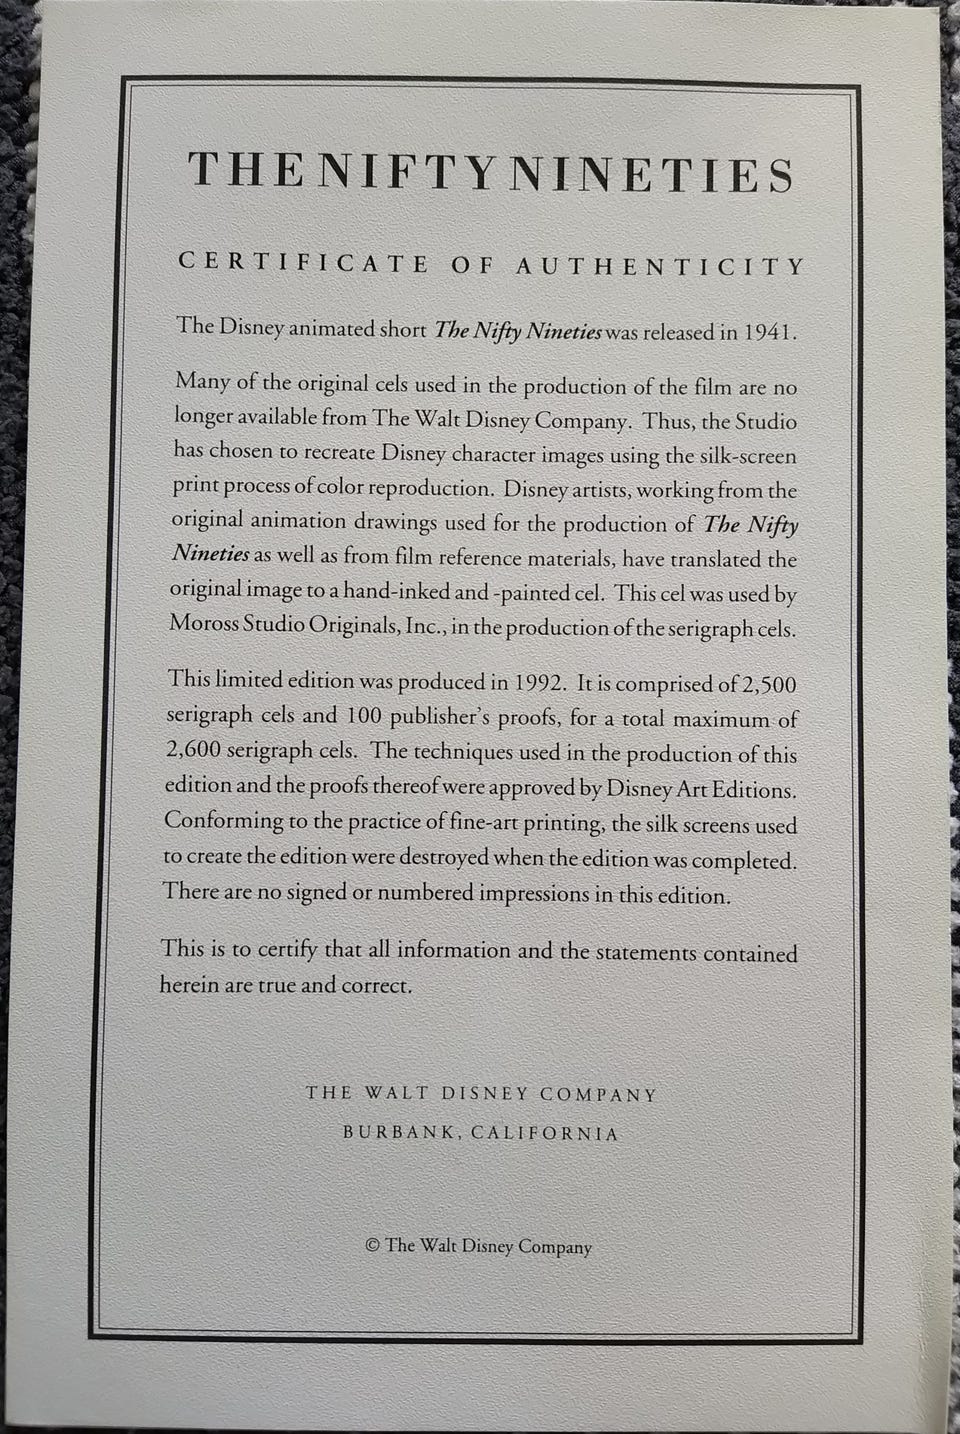 THE NIFTY NINETIES
CERTIFICATE OF AUTHENTICITY
The Disney animated short The Nifty Nineties was released in 1941.
Many of the original cels used in the production of the film are no
longer available from The Walt Disney Company. Thus, the Studio
has chosen to recreate Disney character images using the silk-screen
print process of color reproduction. Disney artists, working from the
original animation drawings used for the production of The Nifty
Nineties as well as from film reference materials, have translated the
original image to a hand-inked and -painted cel. This cel was used by
Moross Studio Originals, Inc., in the production of the serigraph cels.
This limited edition was produced in 1992. It is comprised of 2,500
serigraph cels and 100 publisher's proofs, for a total maximum of
2,600 serigraph cels. The techniques used in the production of this
edition and the proofs thereof were approved by Disney Art Editions.
Conforming to the practice of fine-art printing, the silk screens used
to create the edition were destroyed when the edition was completed.
There are no signed or numbered impressions in this edition.
This is to certify that all information and the statements contained
herein are true and correct.
THE WALT DISNEY COMPANY
BURBANK, CALIFORNIA
© The Walt Disney Company